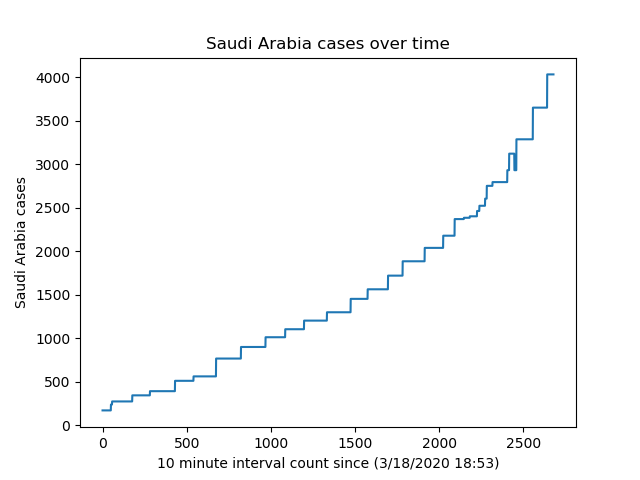 Saudi Arabia cases over time
4000
3500
3000
2500
2000
1500
1000
500
0
Saudi Arabia cases
0 500 1000 1500 2000 2500
10 minute interval count since (3/18/2020 18:53)